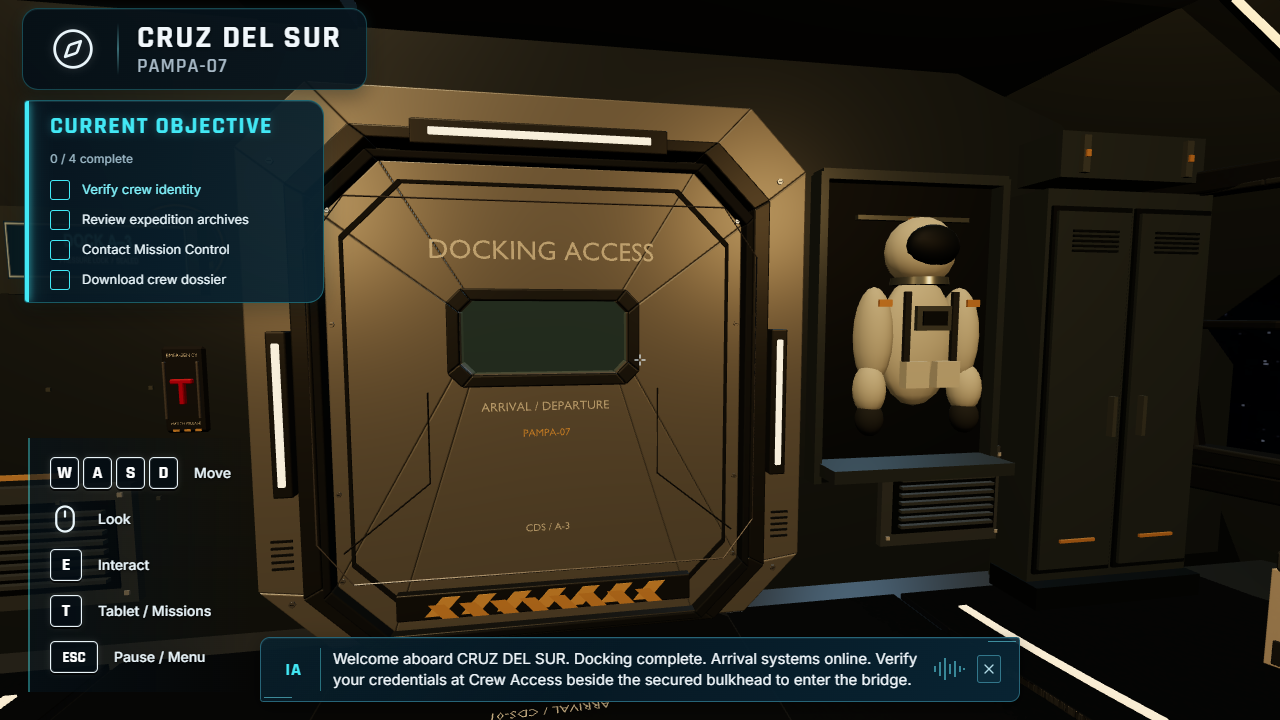 CRUZ DEL SUR
PAMPA-07
CURRENT OBJECTIVE
0 / 4 complete
Verify crew identity
Review expedition archives
Contact Mission Control
Download crew dossier
DOCKING ACCESS
ARRIVAL / DEPARTURE
PAMPA-07
CDS / A-3
W A S D Move
Look
E Interact
T Tablet / Missions
ESC Pause / Menu
IA
Welcome aboard CRUZ DEL SUR. Docking complete. Arrival systems online. Verify
your credentials at Crew Access beside the secured bulkhead to enter the bridge.
ARRIVAL / CDS-07